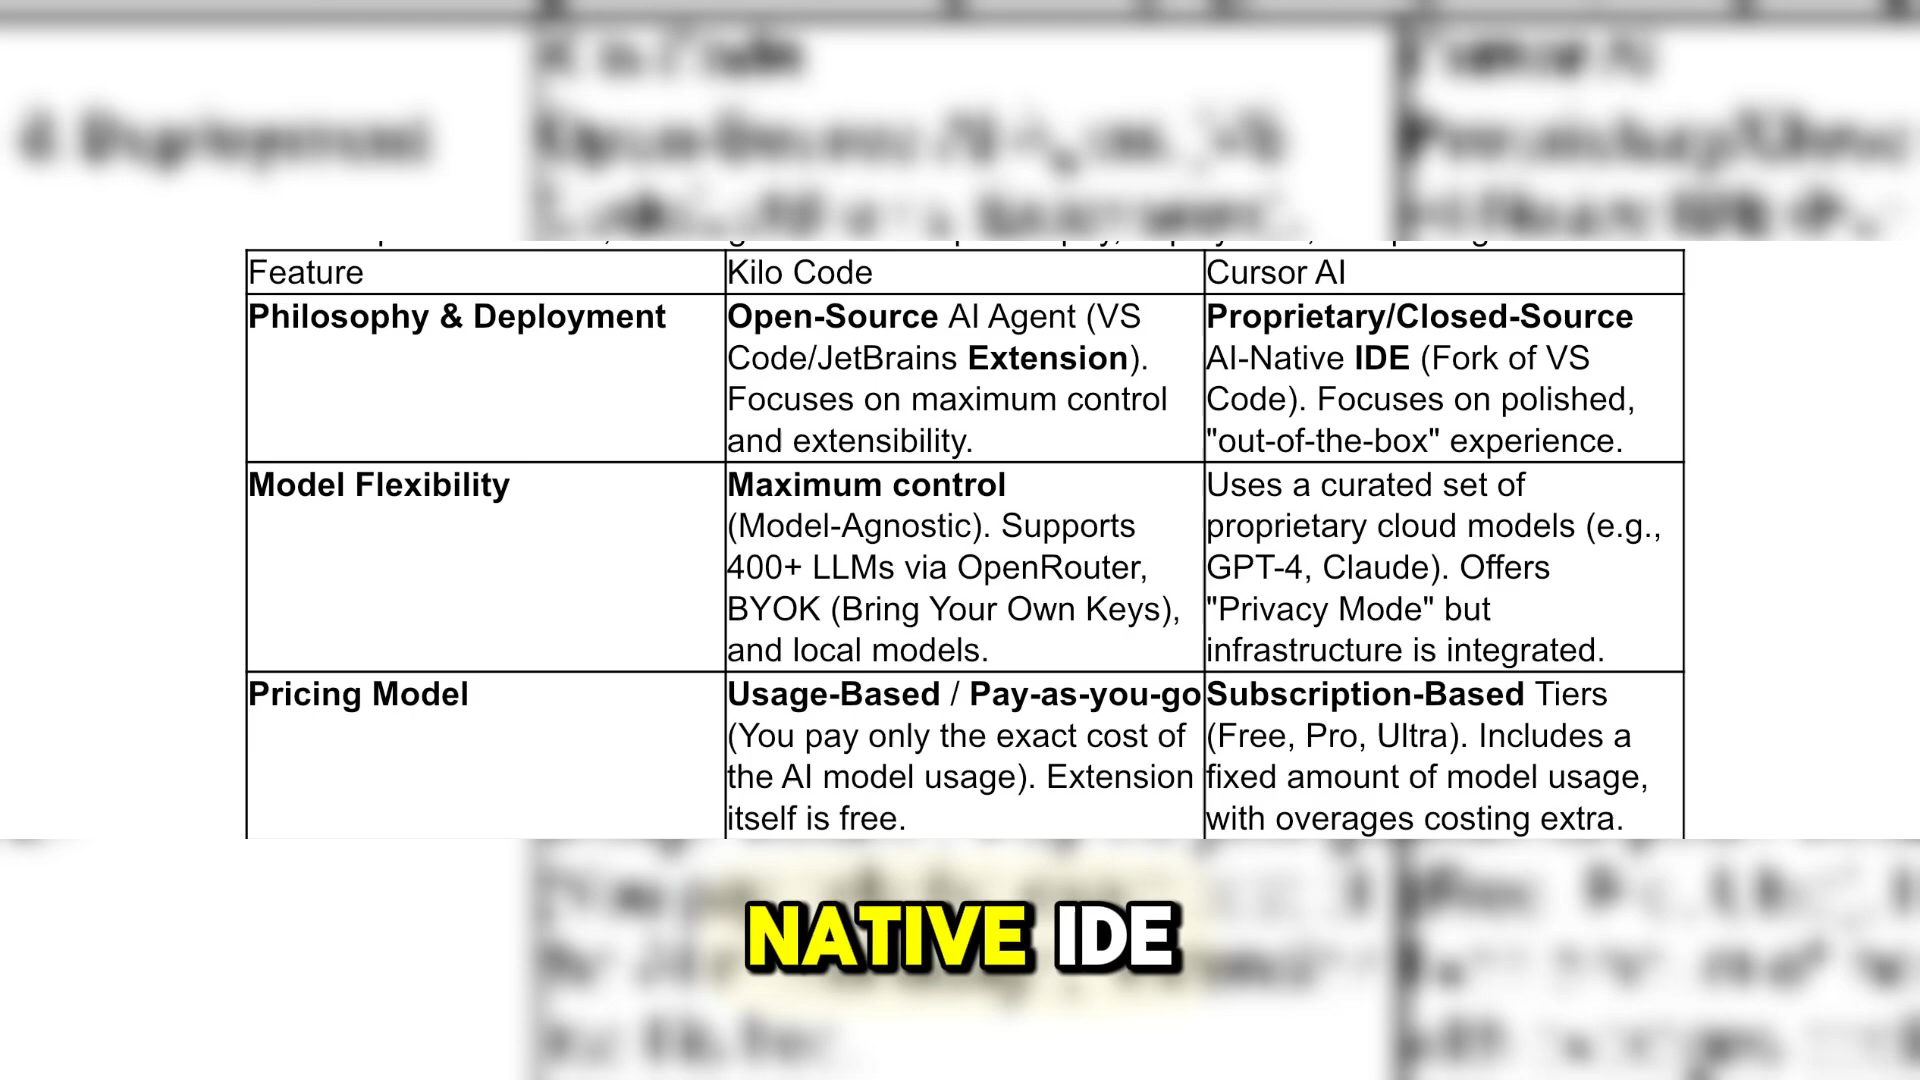 Feature
Kilo Code
Cursor AI
Philosophy & Deployment
Open-Source AI Agent (VS
Code/JetBrains Extension).
Focuses on maximum control
and extensibility.
Proprietary/Closed-Source
AI-Native IDE (Fork of VS
Code). Focuses on polished,
"out-of-the-box" experience.
Model Flexibility
Maximum control
(Model-Agnostic). Supports
400+ LLMs via OpenRouter,
BYOK (Bring Your Own Keys),
and local models.
Uses a curated set of
proprietary cloud models (e.g.,
GPT-4, Claude). Offers
"Privacy Mode" but
infrastructure is integrated.
Pricing Model
Usage-Based / Pay-as-you-go
(You pay only the exact cost of
the AI model usage). Extension
itself is free.
Subscription-Based Tiers
(Free, Pro, Ultra). Includes a
fixed amount of model usage,
with overages costing extra.
NATIVE IDE